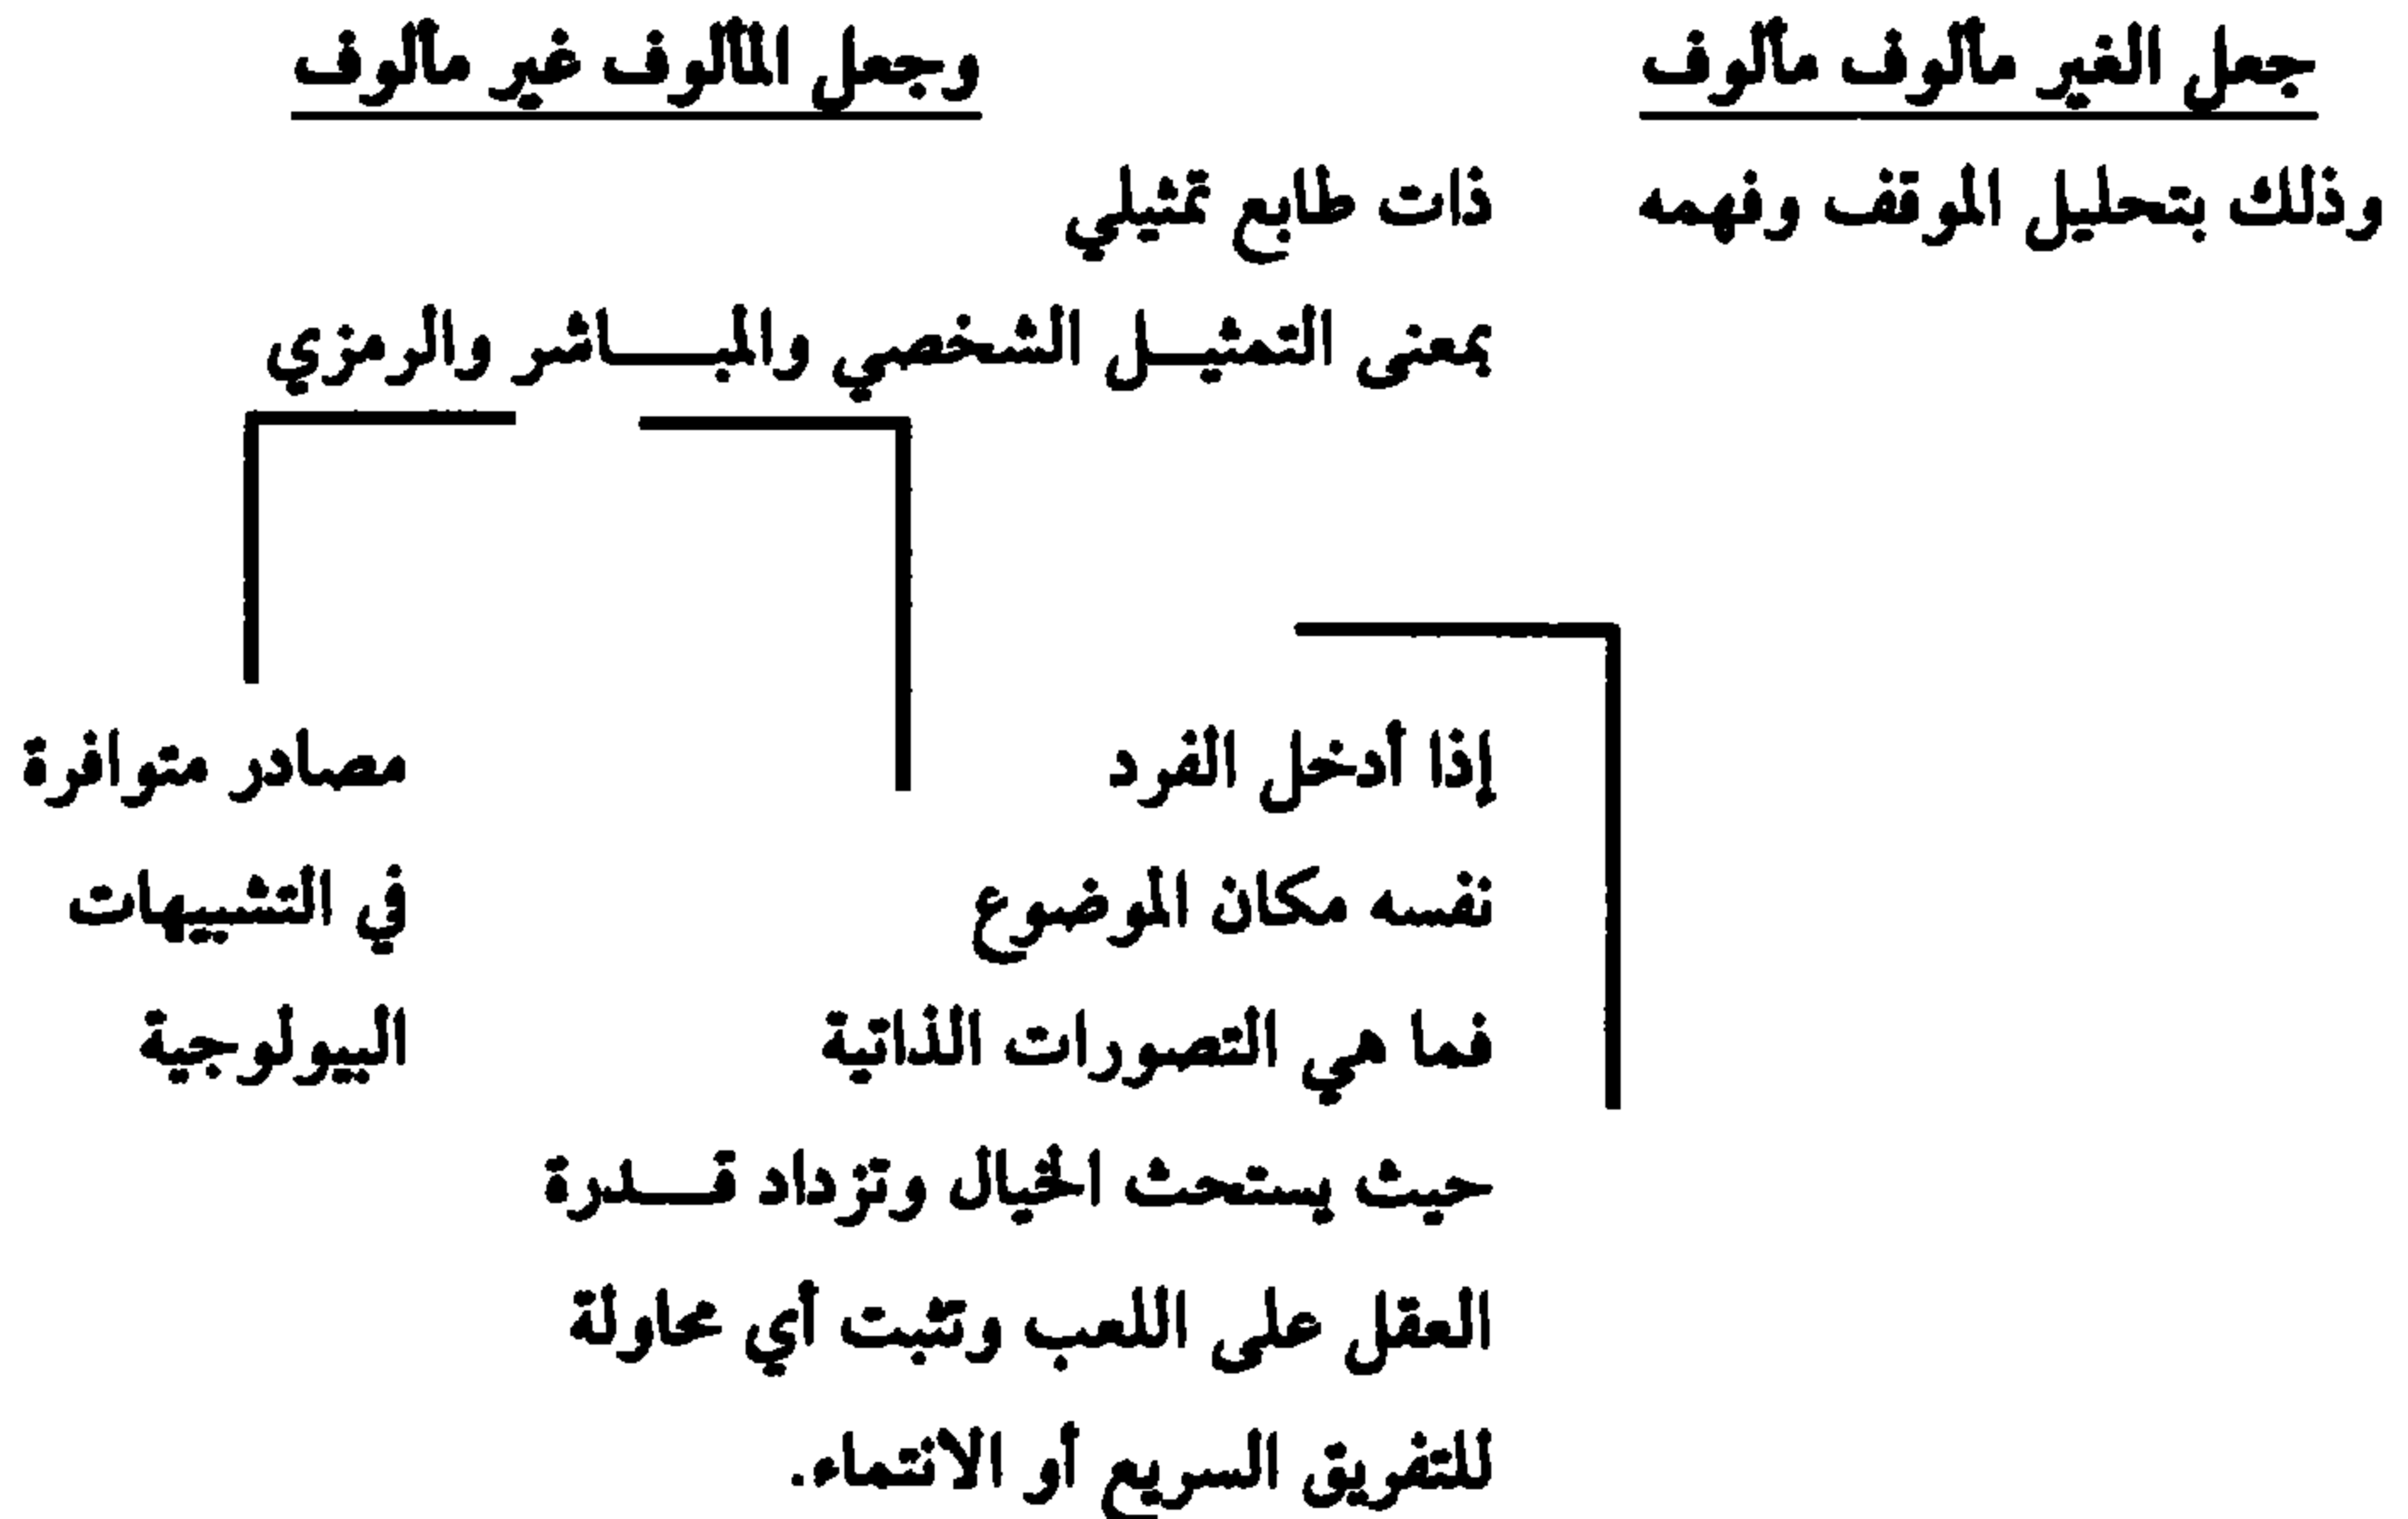 جعل الغير مألوف مألوف
وجعل المألوف غير مألوف
وذلك بتحليل الموقف وفهمه
ذات طابع تمثيلي
بمعنى التمثيل الشخصي والمباشر والرمزي
إذا أدخل الفرد
نفسه مكان الموضوع
فما هي التصورات الذاتية
حيث يستحث الخيال وتزداد قدرة
العقل على اللعب وتثبت أي محاولة
للتفريق السريع أو الانتماء.
مصادر متوافرة
في التشبيهات
البيولوجية